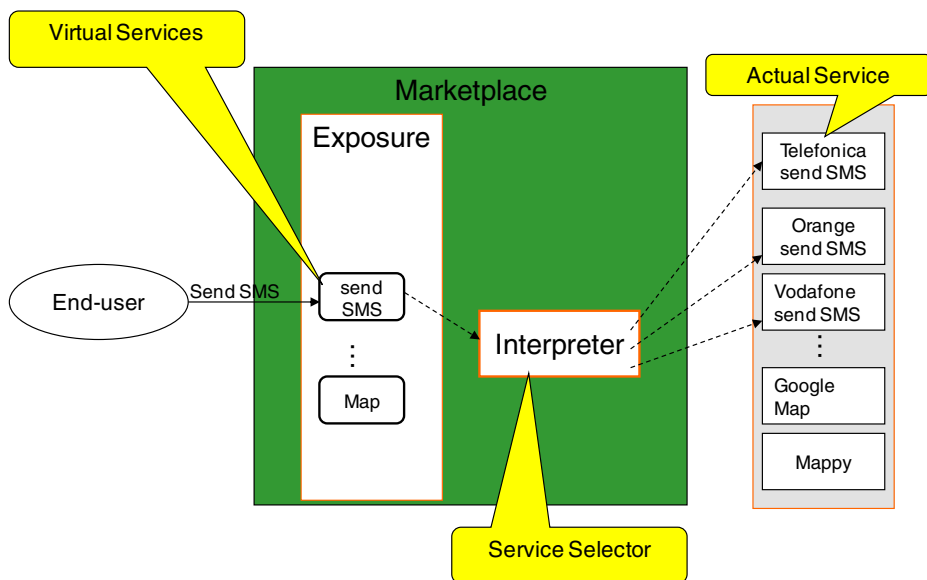 Virtual Services
Marketplace
Actual Service
Exposure
Telefonica
send SMS
Orange
send SMS
End-user
Send SMS
send
SMS
Vodafone
send SMS
Interpreter
⋮
⋮
Map
Google
Map
Mappy
Service Selector